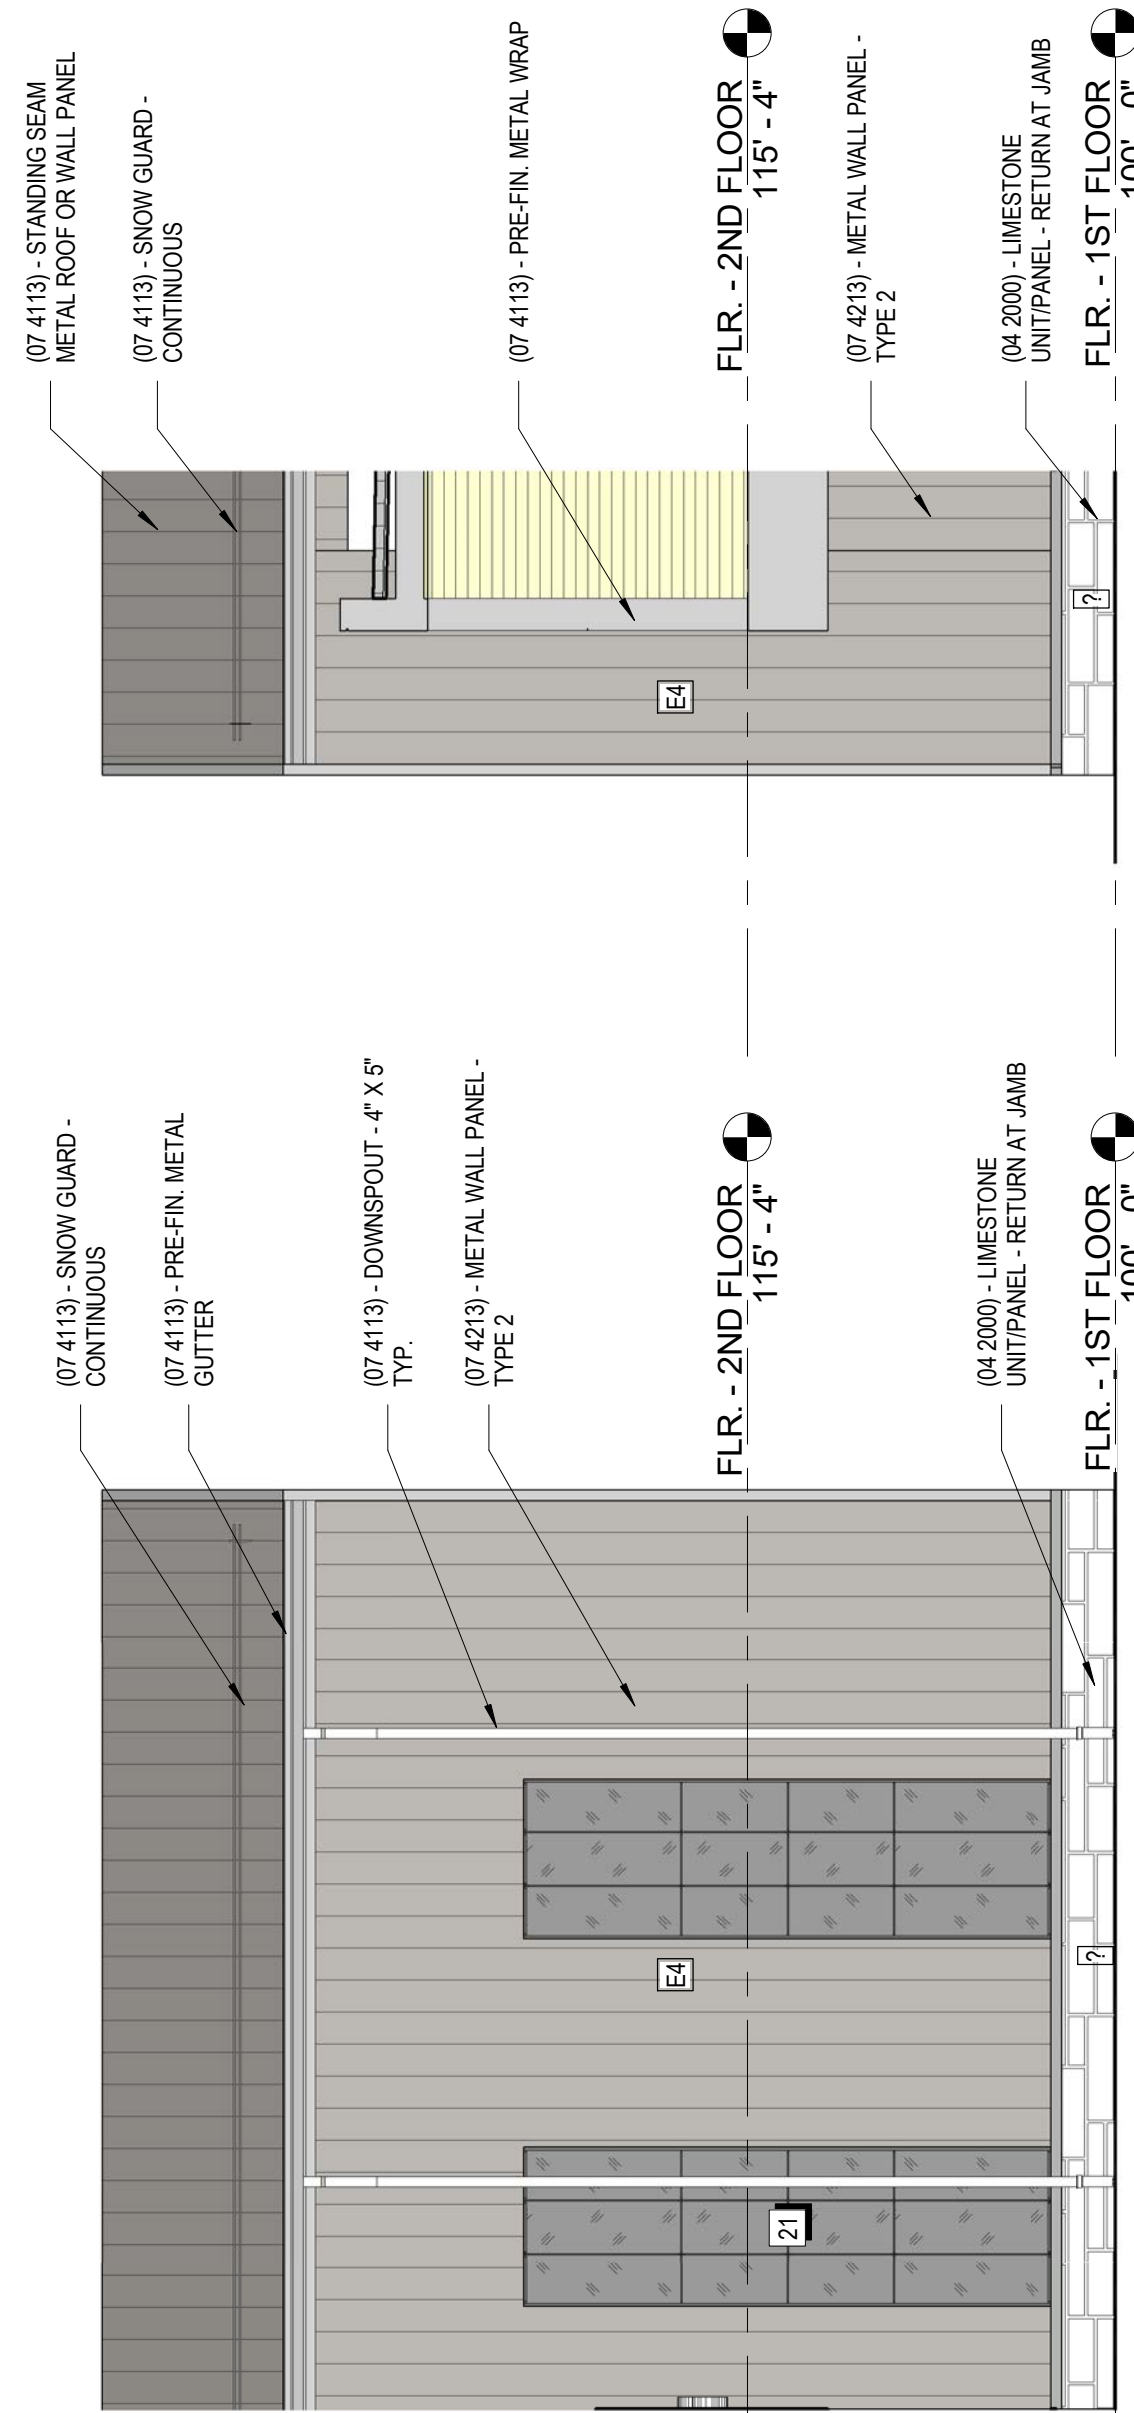 (07 4113) - SNOW GUARD -
CONTINUOUS
(07 4113) - PRE-FIN. METAL
GUTTER
(07 4113) - DOWNSPOUT - 4" X 5"
TYP.
(07 4213) - METAL WALL PANEL -
TYPE 2
FLR. - 2ND FLOOR
115' - 4"
(04 2000) - LIMESTONE
UNIT/PANEL - RETURN AT JAMB
FLR. - 1ST FLOOR
100' - 0"
E4
21
?
(07 4113) - STANDING SEAM
METAL ROOF OR WALL PANEL
(07 4113) - SNOW GUARD -
CONTINUOUS
(07 4113) - PRE-FIN. METAL WRAP
FLR. - 2ND FLOOR
115' - 4"
(07 4213) - METAL WALL PANEL -
TYPE 2
(04 2000) - LIMESTONE
UNIT/PANEL - RETURN AT JAMB
FLR. - 1ST FLOOR
100' - 0"
E4
?